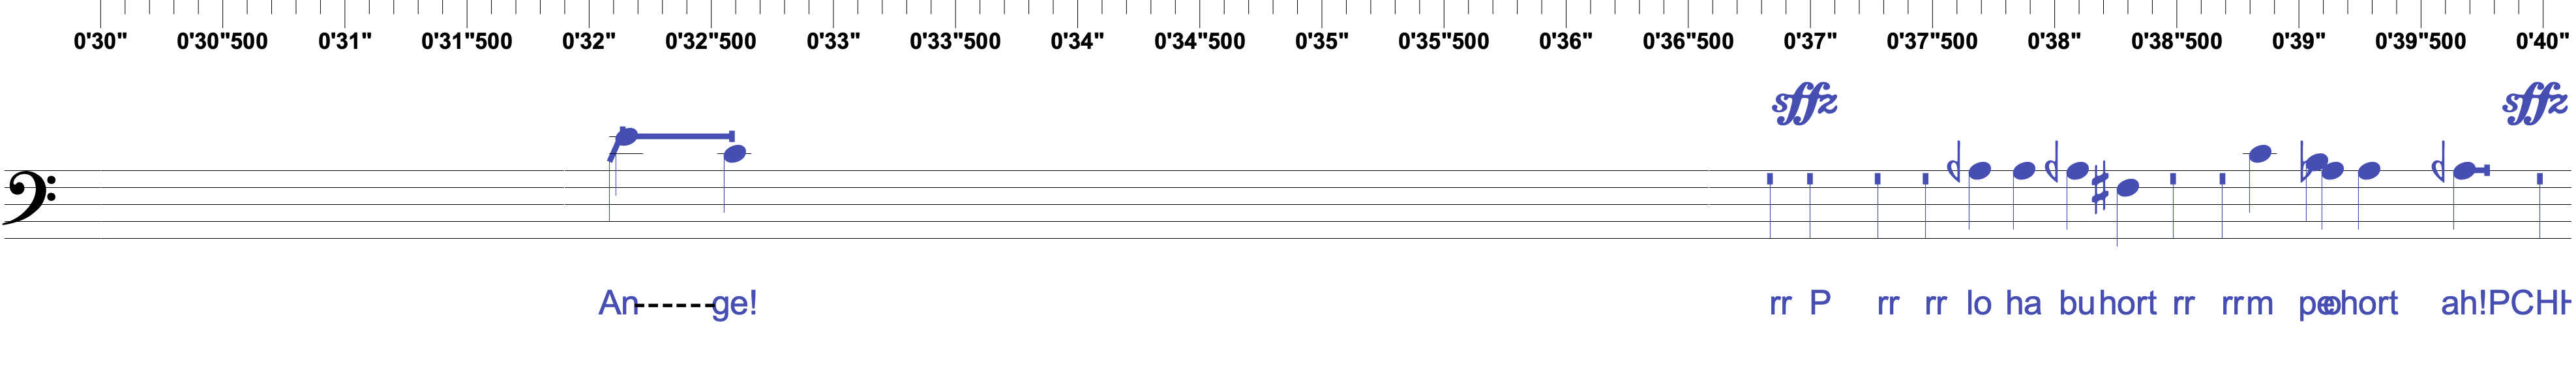 0'30" 0'30"500 0'31" 0'31"500 0'32" 0'32"500 0'33" 0'33"500 0'34" 0'34"500 0'35" 0'35"500 0'36" 0'36"500 0'37" 0'37"500 0'38" 0'38"500 0'39" 0'39"500 0'40"
sffz sffz
An------ge! rr P rr rr lo ha bu hort rr rr m pe hort ah!